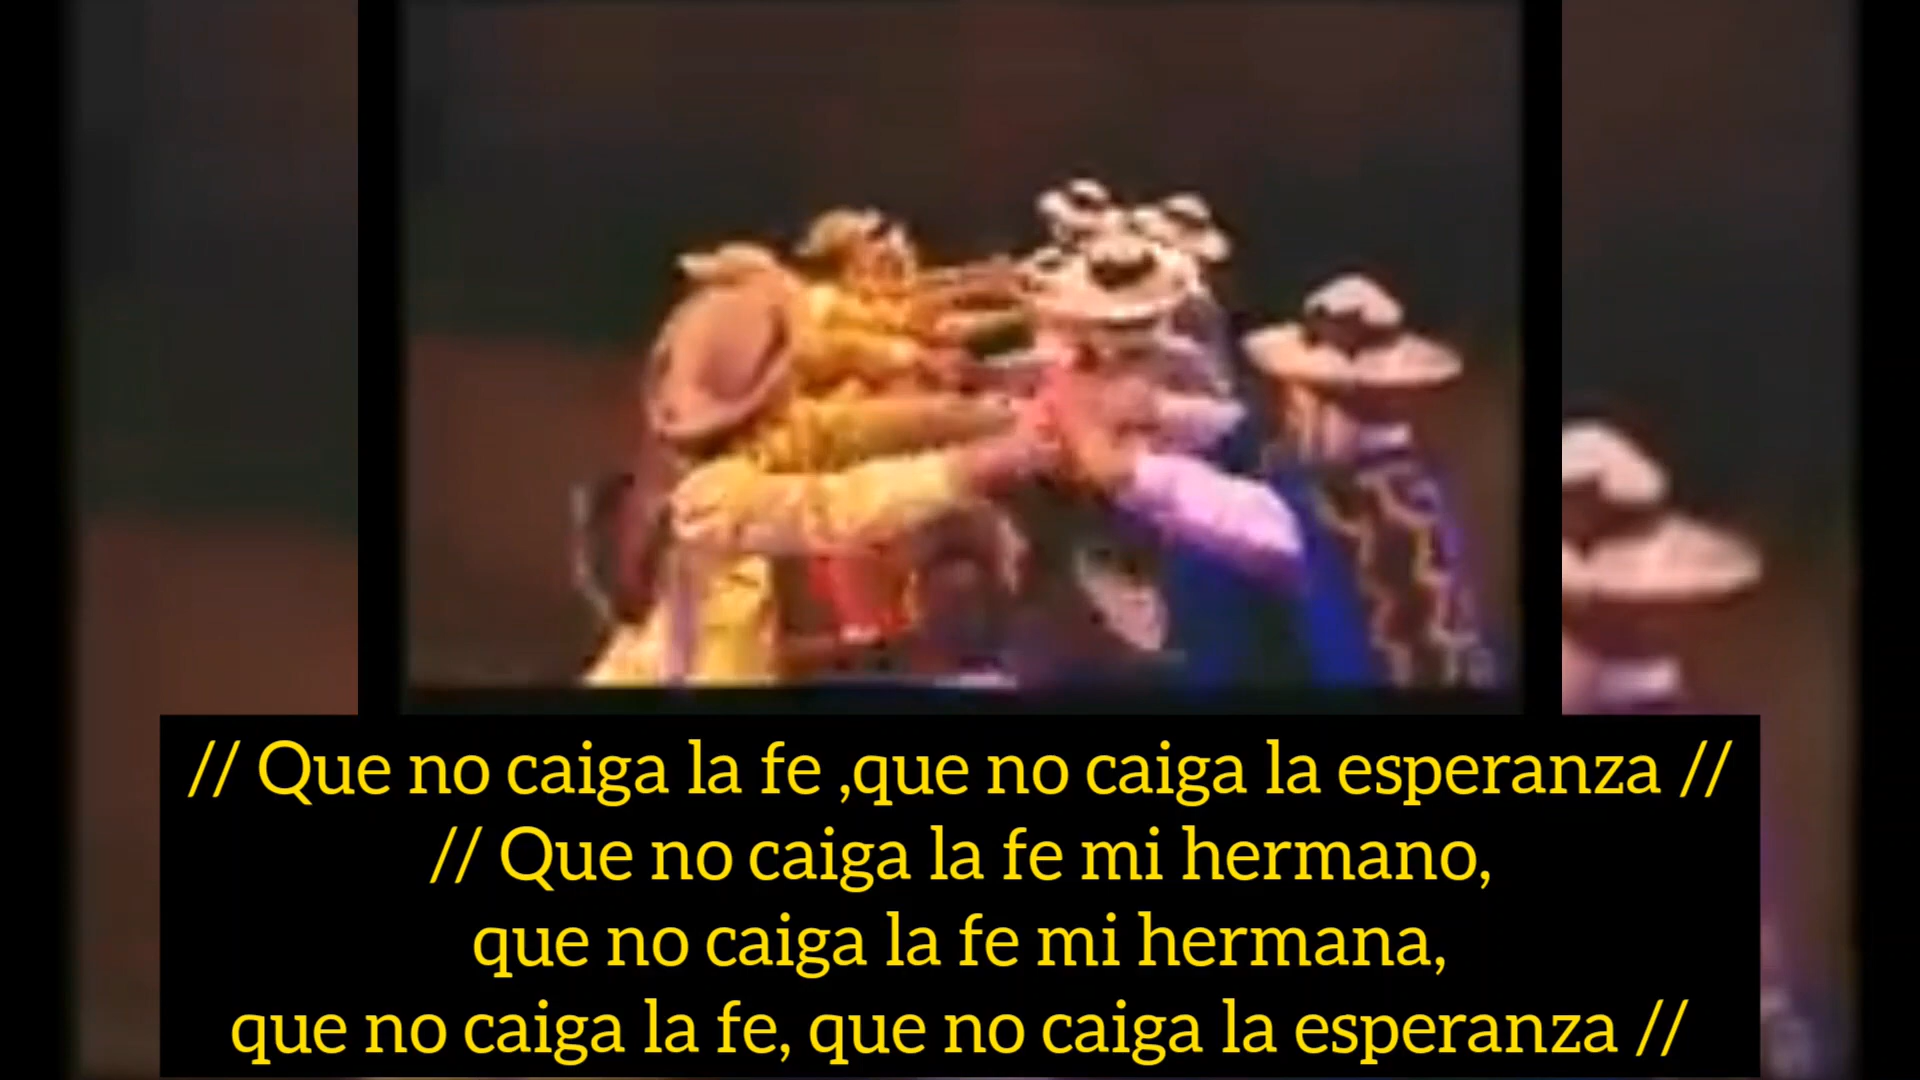 // Que no caiga la fe ,que no caiga la esperanza //
// Que no caiga la fe mi hermano,
que no caiga la fe mi hermana,
que no caiga la fe, que no caiga la esperanza //